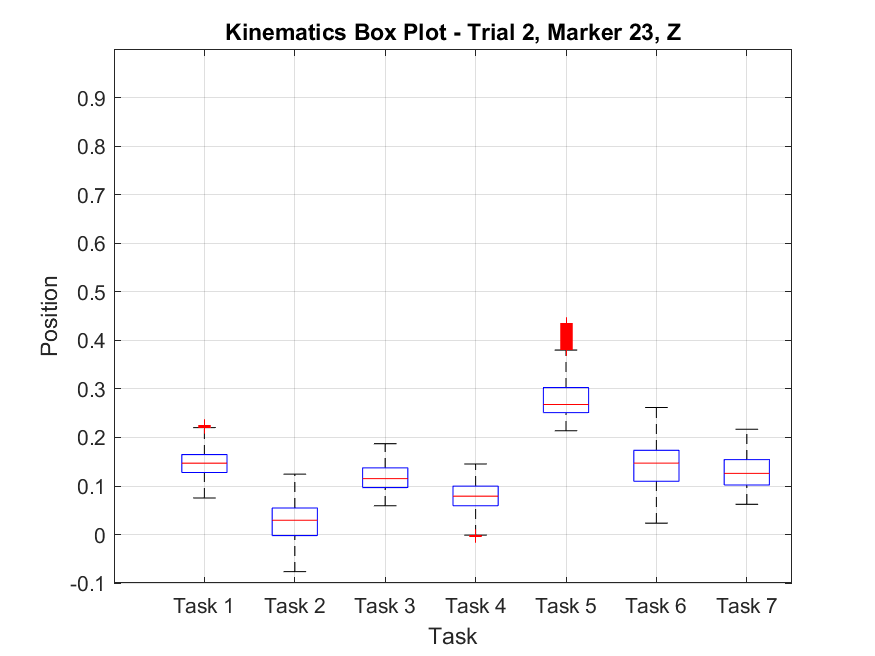 Kinematics Box Plot - Trial 2, Marker 23, Z
Position
0.9
0.8
0.7
0.6
0.5
0.4
0.3
0.2
0.1
0
-0.1
Task 1 Task 2 Task 3 Task 4 Task 5 Task 6 Task 7
Task